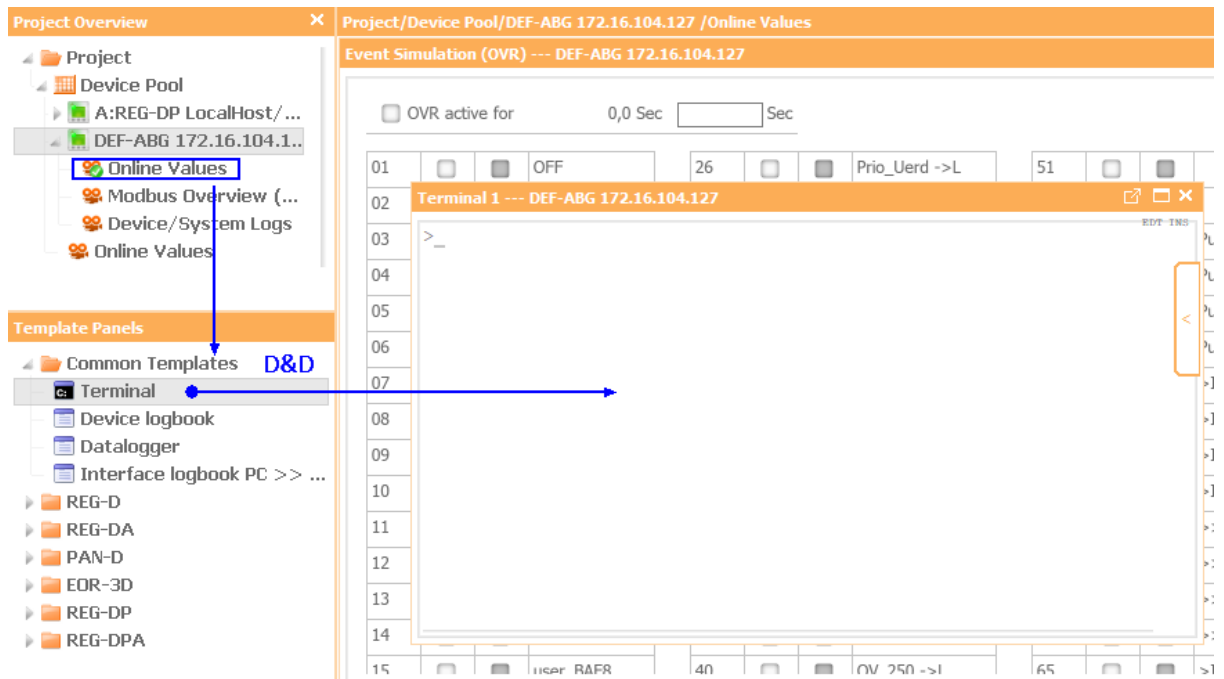 Project Overview ×
Project
Device Pool
A:REG-DP LocalHost/...
DEF-ABG 172.16.104.1..
Online Values
Modbus Overview (...
Device/System Logs
Online Values
Template Panels
Common Templates D&D
Terminal
Device logbook
Datalogger
Interface logbook PC >> ...
REG-D
REG-DA
PAN-D
EOR-3D
REG-DP
REG-DPA
Project/Device Pool/DEF-ABG 172.16.104.127 /Online Values
Event Simulation (OVR) --- DEF-ABG 172.16.104.127
OVR active for 0,0 Sec Sec
01 OFF 26 Prio_Uerd ->L 51
02
03
04
05
06
07
08
09
10
11
12
13
14
15 user_BAF8 40 OV_250 ->L 65
Terminal 1 --- DEF-ABG 172.16.104.127
EDT INS
>_
<